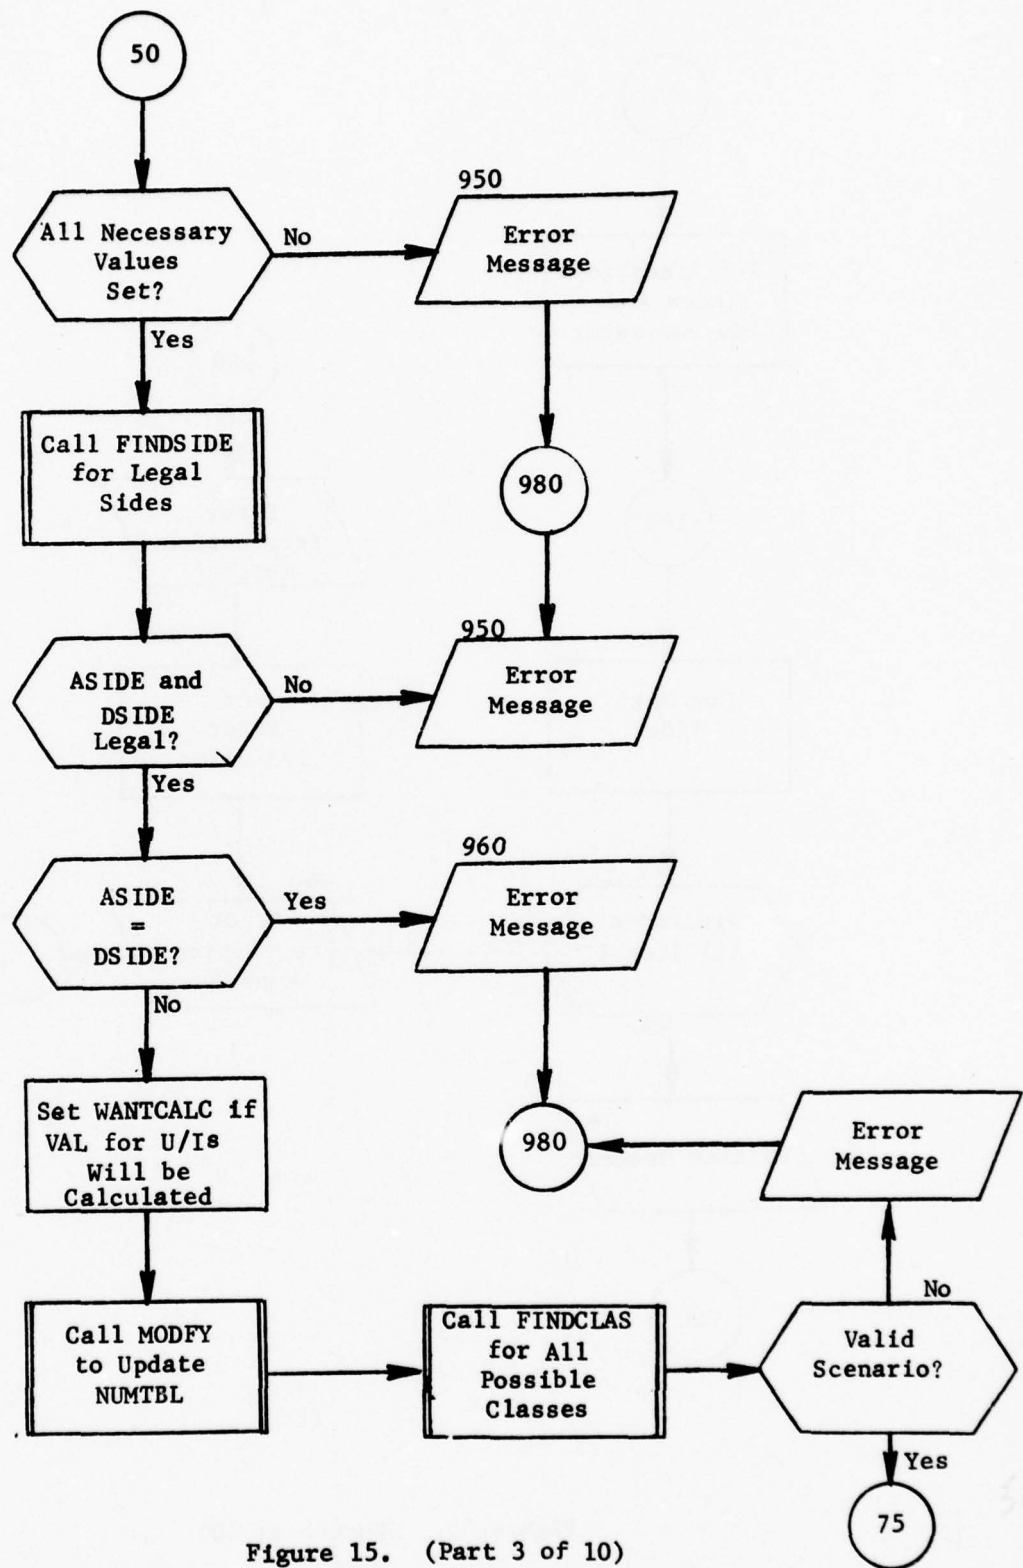 50
All Necessary
Values
Set?
No
950
Error
Message
Yes
Call FINDSIDE
for Legal
Sides
980
ASIDE and
DSIDE
Legal?
No
950
Error
Message
Yes
ASIDE
=
DSIDE?
Yes
960
Error
Message
No
Set WANTCALC if
VAL for U/Is
Will be
Calculated
980
Error
Message
No
Call MODFY
to Update
NUMTBL
Call FINDCLAS
for All
Possible
Classes
Valid
Scenario?
Yes
75
Figure 15. (Part 3 of 10)